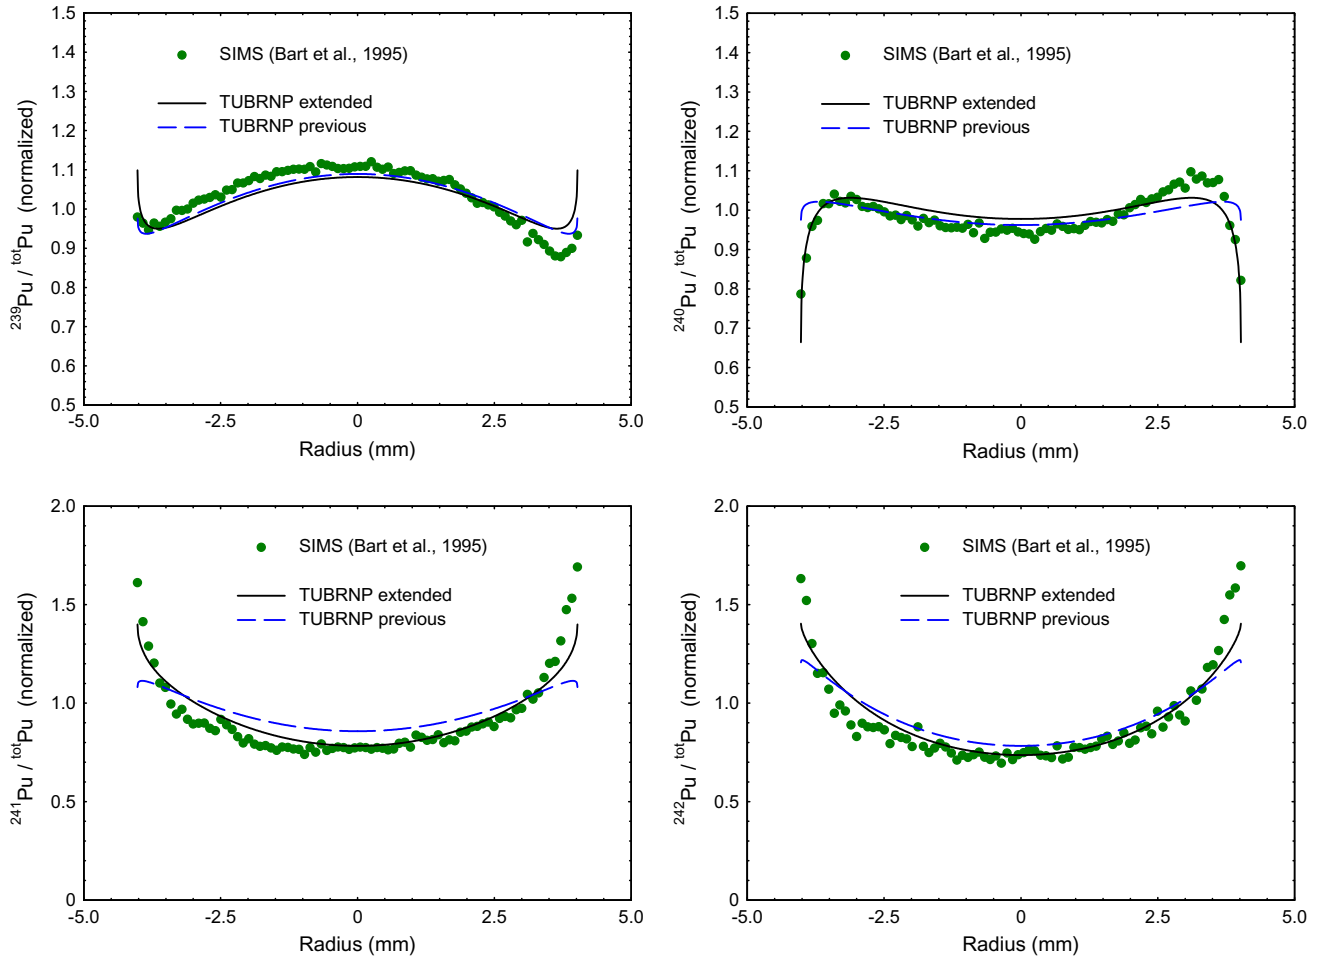 1.5
1.4
1.3
1.2
1.1
1.0
0.9
0.8
0.7
0.6
0.5
-5.0 -2.5 0 2.5 5.0
Radius (mm)
²³⁹Pu / ᵗᵒᵗPu (normalized)
SIMS (Bart et al., 1995)
TUBRNP extended
TUBRNP previous
1.5
1.4
1.3
1.2
1.1
1.0
0.9
0.8
0.7
0.6
0.5
-5.0 -2.5 0 2.5 5.0
Radius (mm)
²⁴⁰Pu / ᵗᵒᵗPu (normalized)
SIMS (Bart et al., 1995)
TUBRNP extended
TUBRNP previous
2.0
1.5
1.0
0.5
0
-5.0 -2.5 0 2.5 5.0
Radius (mm)
²⁴¹Pu / ᵗᵒᵗPu (normalized)
SIMS (Bart et al., 1995)
TUBRNP extended
TUBRNP previous
2.0
1.5
1.0
0.5
0
-5.0 -2.5 0 2.5 5.0
Radius (mm)
²⁴²Pu / ᵗᵒᵗPu (normalized)
SIMS (Bart et al., 1995)
TUBRNP extended
TUBRNP previous